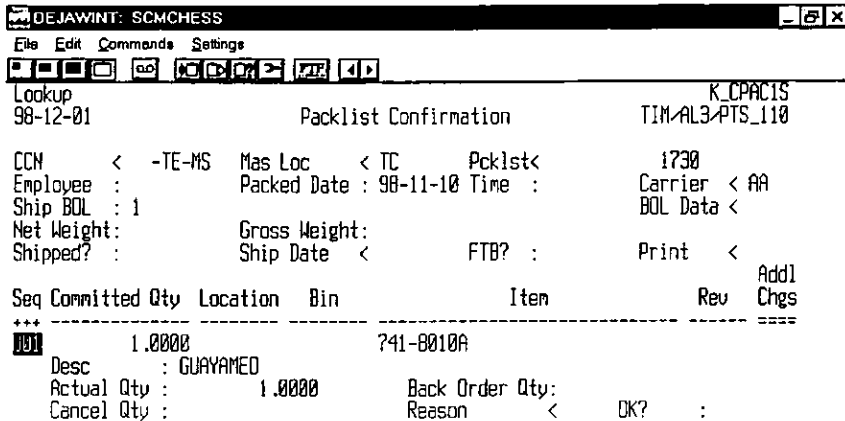 DEJAWINT: SCMCHESS
File Edit Commands Settings
Lookup K_CPAC1S
98-12-01 Packlist Confirmation TIM/AL3/PTS_110
CCN < -TE-MS Mas Loc < TC Pcklst< 1730
Employee : Packed Date : 98-11-10 Time : Carrier < AA
Ship BOL : 1 BOL Data <
Net Weight: Gross Weight:
Shipped? : Ship Date < FTB? : Print <
Addl
Seq Committed Qty Location Bin Item Rev Chgs
+++ --------------- -------- -------- ------------------------------ ------ ====
J01 1.0000 741-8010A
Desc : GUAYAMED
Actual Qty : 1.0000 Back Order Qty:
Cancel Qty : Reason < OK? :